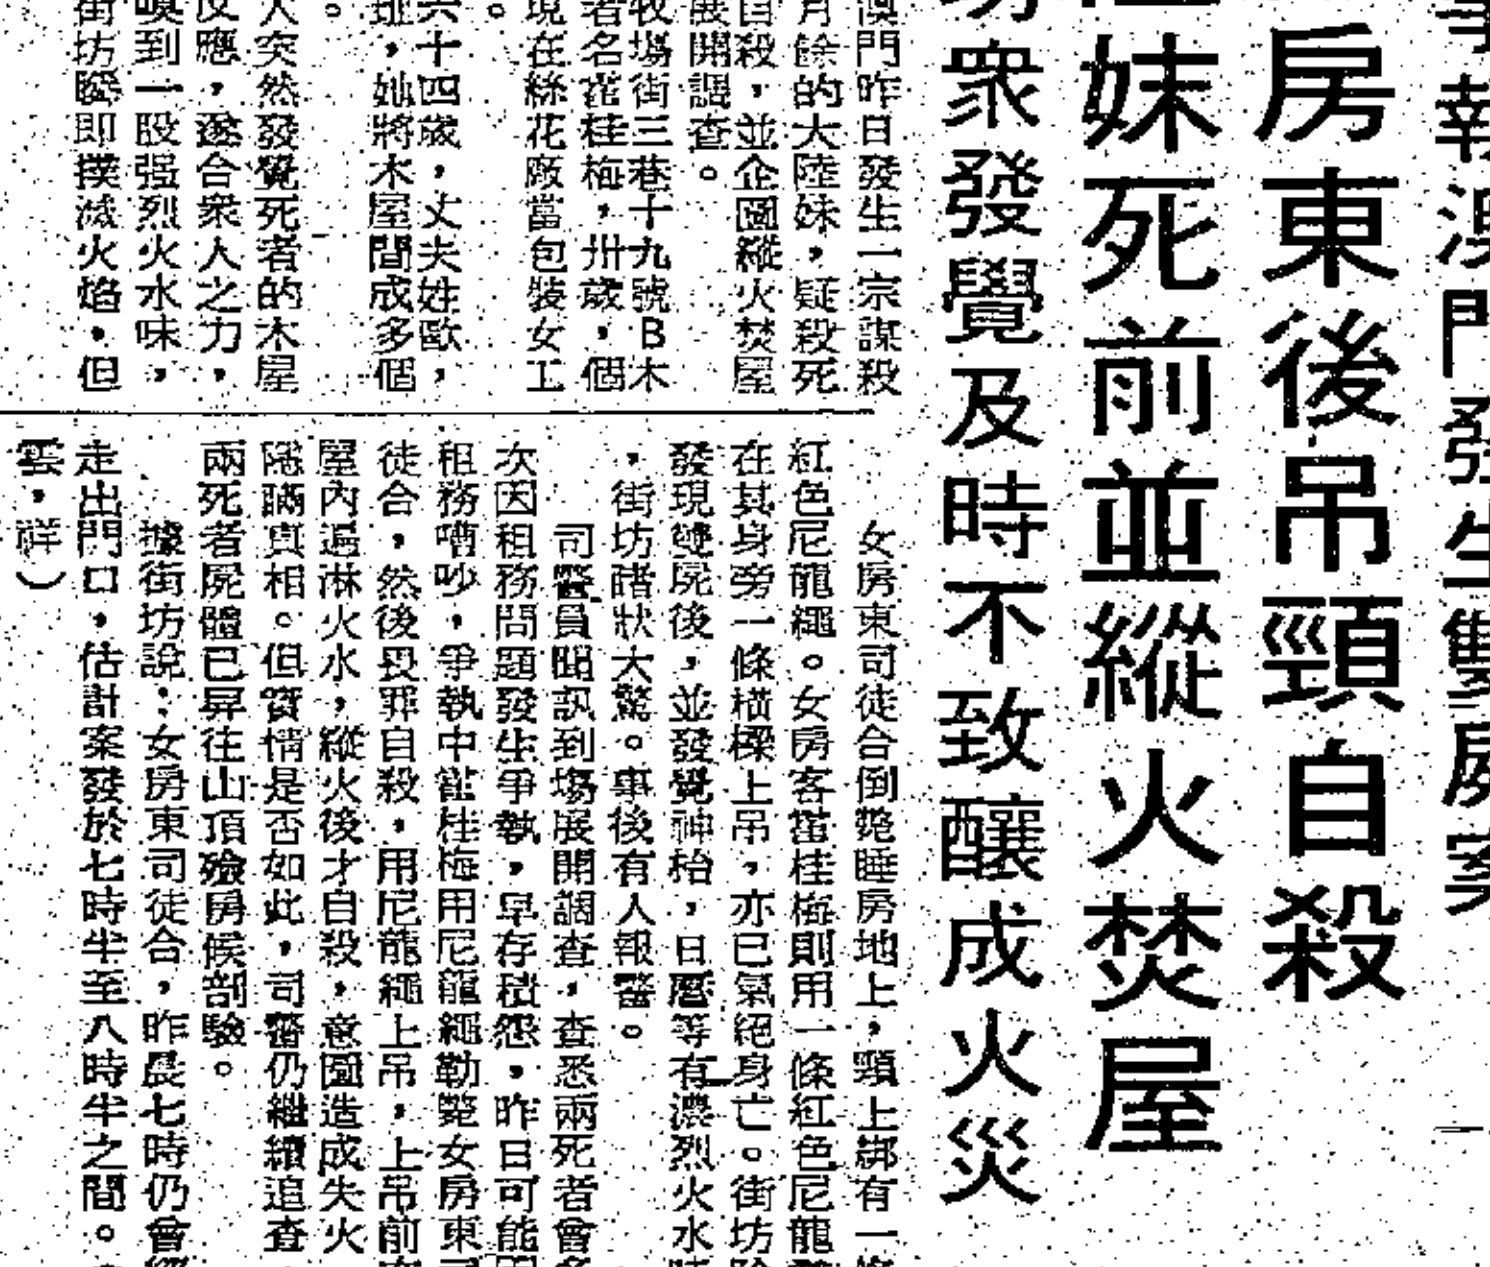 報澳門發生雙屍案
房東後吊頸自殺
妹死前並縱火焚屋
眾發覺及時不致釀成火災
澳門昨日發生一宗謀殺
月餘的大陸妹，疑殺死
自殺，並企圖縱火焚屋
展開調查。
牧場街三巷十九號B木
者名崔桂梅，卅歲，個
現在絲花廠當包裝女工
。
六十四歲，丈夫姓歐，
，她將木屋間成多個
。
突然發覺死者的木屋
反應，遂合衆人之力，
嗅到一股强烈火水味，
街坊瞬即撲滅火焰，但
女房東司徒合倒斃睡房地上，頸上綁有一條
紅色尼龍繩。女房客崔桂梅則用一條紅色尼龍
在其身旁一條橫樑上吊，亦已氣絕身亡。街坊
發現雙屍後，並發覺神枱，日曆等有濃烈火水
，街坊睹狀大驚。事後有人報警。
司警員聞訊到場展開調查，查悉兩死者曾多
次因租務問題發生爭執，早存積怨，昨日可能因
租務嘈吵，爭執中崔桂梅用尼龍繩勒斃女房東司
徒合，然後畏罪自殺，用尼龍繩上吊，上吊前
屋內遍淋火水，縱火後才自殺，意圖造成失火
隱瞞真相。但實情是否如此，司警仍繼續追查
兩死者屍體已舁往山頂殮房候剖驗。
據街坊說：女房東司徒合，昨晨七時仍會
走出門口，估計案發於七時半至八時半之間。
雲，祥）